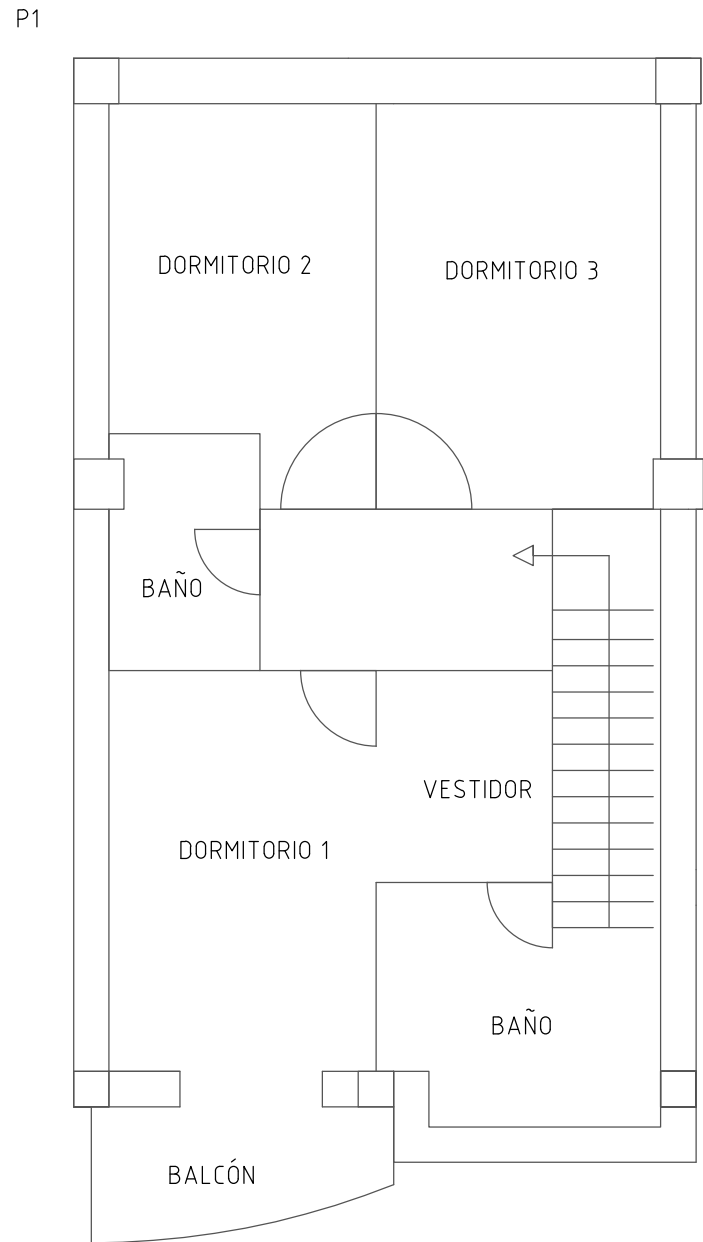 P1
DORMITORIO 2
DORMITORIO 3
BAÑO
VESTIDOR
DORMITORIO 1
BAÑO
BALCÓN